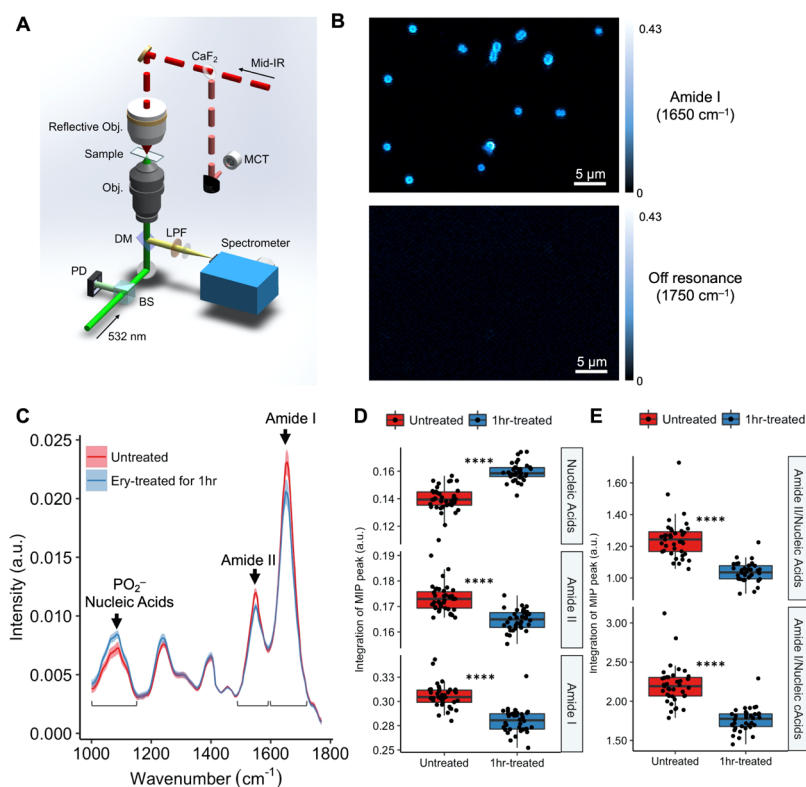 A
CaF2
Mid-IR
Reflective Obj.
Sample
MCT
Obj.
DM
LPF
Spectrometer
PD
BS
532 nm
B
0.43
Amide I
(1650 cm–1)
5 µm
0
0.43
Off resonance
(1750 cm–1)
5 µm
0
C
Amide I
Untreated
Ery-treated for 1hr
Amide II
PO2–
Nucleic Acids
Intensity (a.u.)
0.025
0.020
0.015
0.010
0.005
0.000
1000 1200 1400 1600 1800
Wavenumber (cm-1)
D
Untreated 1hr-treated
Integration of MIP peak (a.u.)
****
0.16
0.14
0.12
Nucleic Acids
0.19
****
0.17
0.16
Amide II
****
0.33
0.30
0.28
0.25
Amide I
Untreated 1hr-treated
E
Untreated 1hr-treated
Integration of MIP peak (a.u.)
1.60
1.40
****
1.20
1.00
Amide II/Nucleic Acids
3.00
2.50
****
2.00
1.50
Amide I/Nucleic cAcids
Untreated 1hr-treated